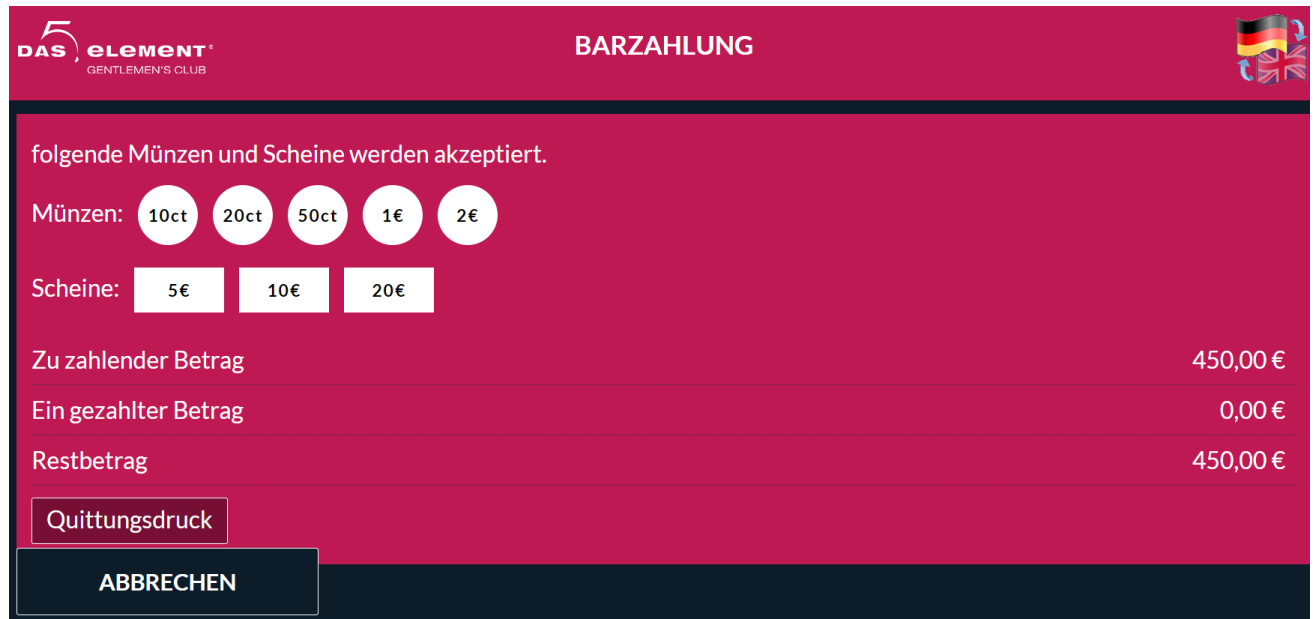 5
DAS ELEMENT
GENTLEMEN'S CLUB
BARZAHLUNG
folgende Münzen und Scheine werden akzeptiert.
Münzen: 10ct 20ct 50ct 1€ 2€
Scheine: 5€ 10€ 20€
Zu zahlender Betrag 450,00 €
Ein gezahlter Betrag 0,00 €
Restbetrag 450,00 €
Quittungsdruck
ABBRECHEN